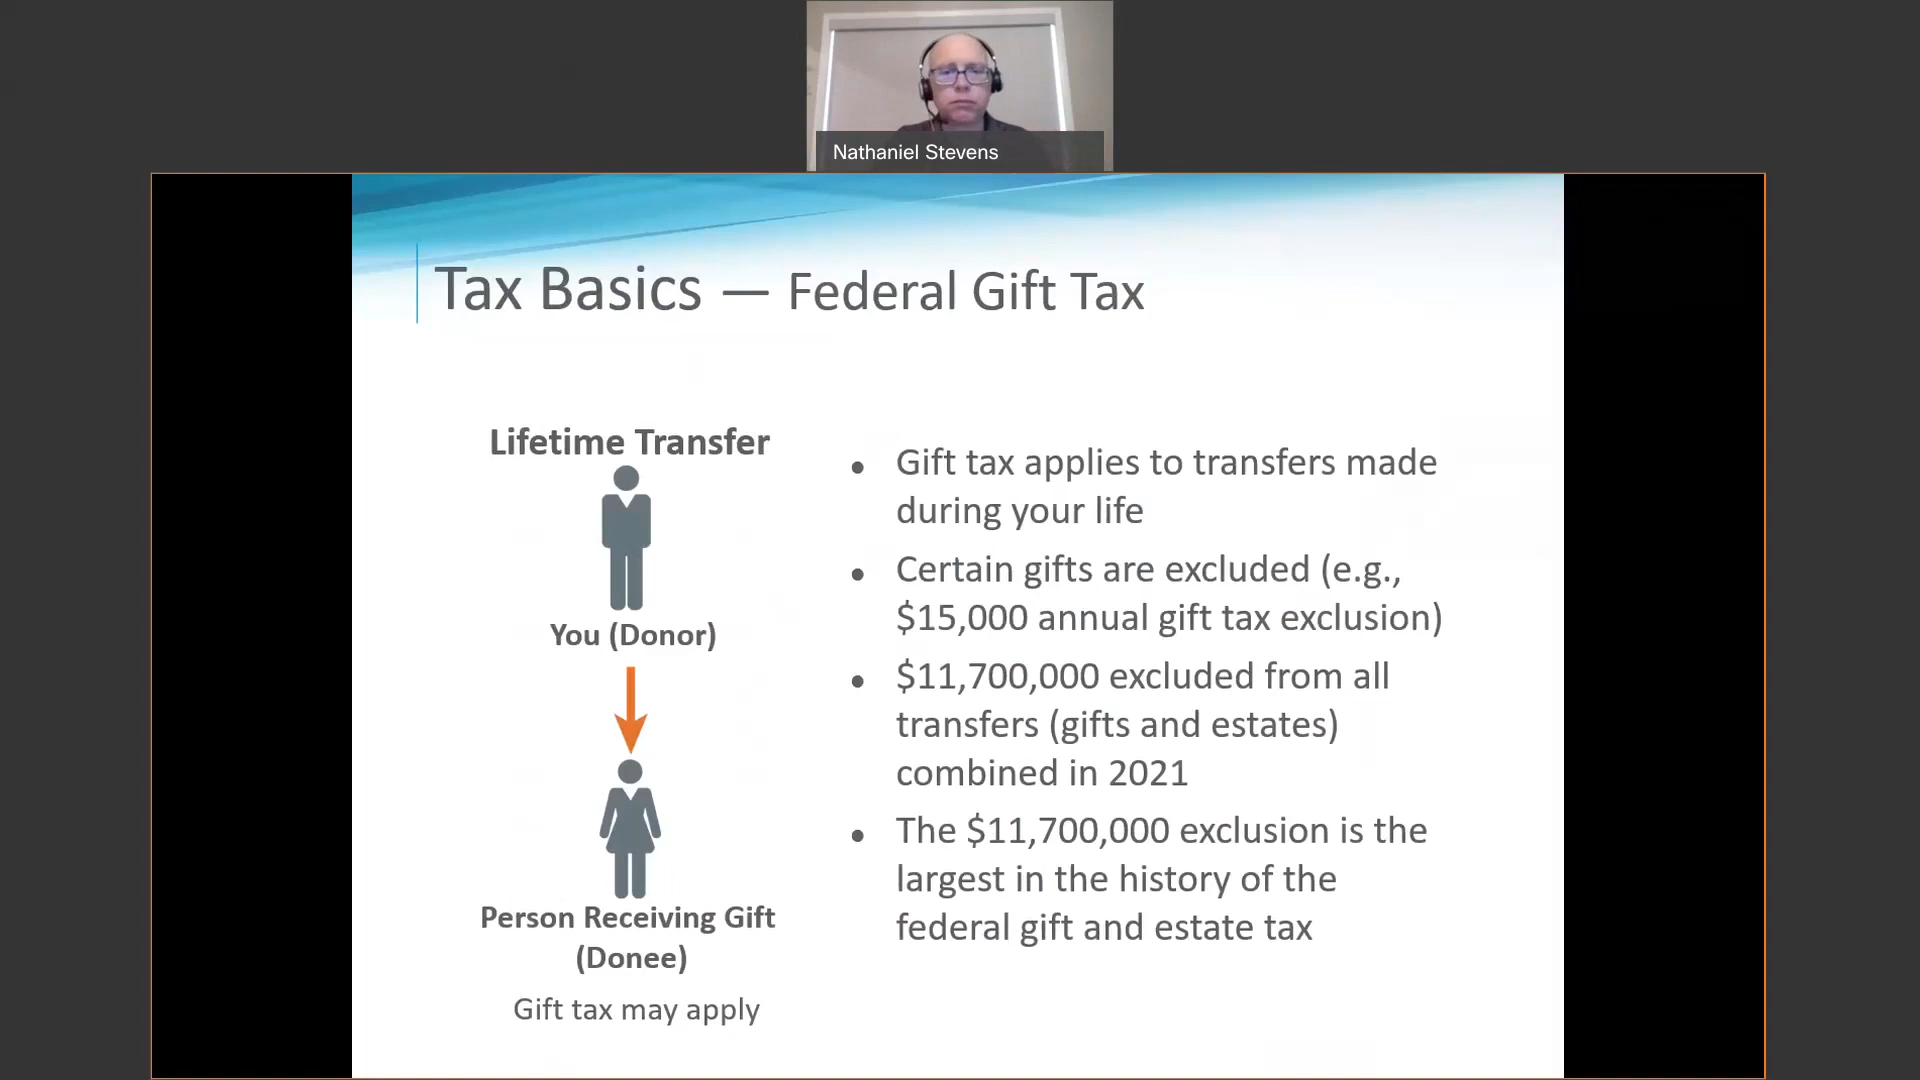 Nathaniel Stevens
Tax Basics — Federal Gift Tax
Lifetime Transfer
You (Donor)
Person Receiving Gift
(Donee)
Gift tax may apply
• Gift tax applies to transfers made
during your life
• Certain gifts are excluded (e.g.,
$15,000 annual gift tax exclusion)
• $11,700,000 excluded from all
transfers (gifts and estates)
combined in 2021
• The $11,700,000 exclusion is the
largest in the history of the
federal gift and estate tax